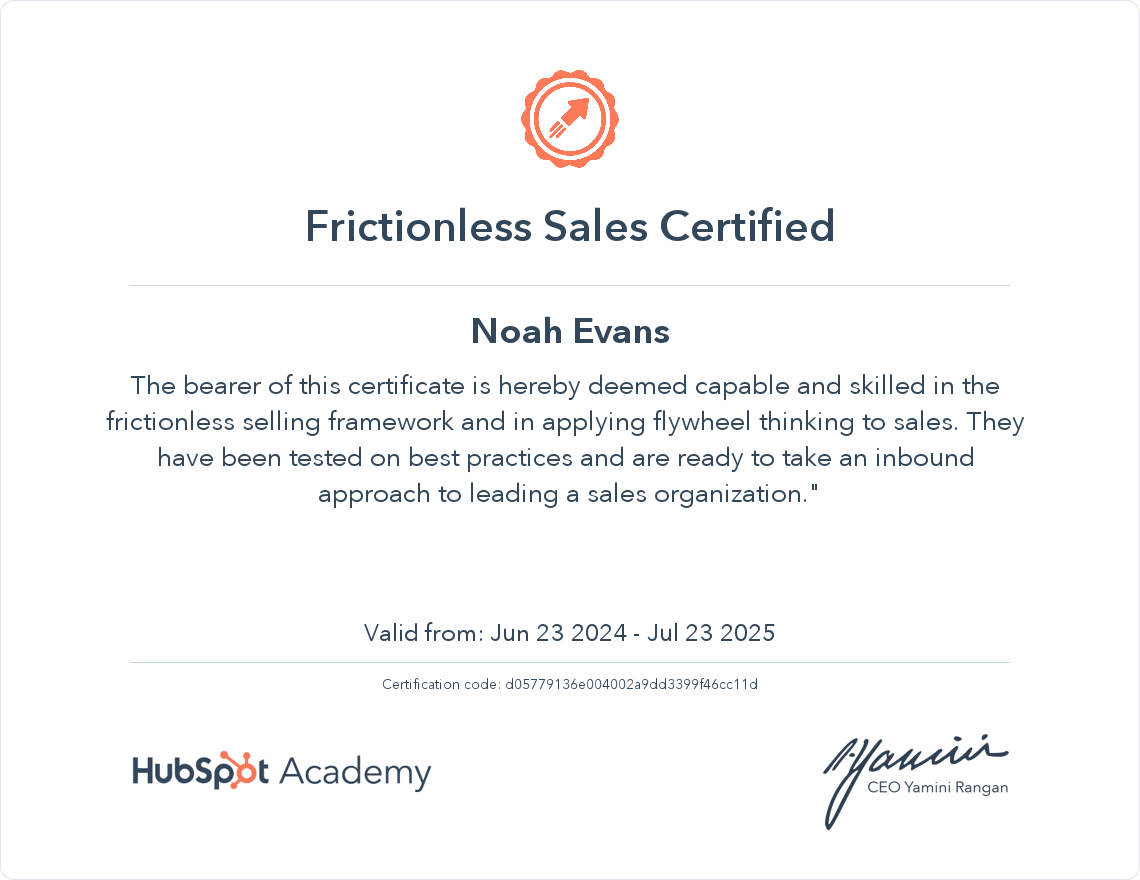 Frictionless Sales Certified
Noah Evans
The bearer of this certificate is hereby deemed capable and skilled in the
frictionless selling framework and in applying flywheel thinking to sales. They
have been tested on best practices and are ready to take an inbound
approach to leading a sales organization."
Valid from: Jun 23 2024 - Jul 23 2025
Certification code: d05779136e004002a9dd3399f46cc11d
HubSpot Academy
CEO Yamini Rangan